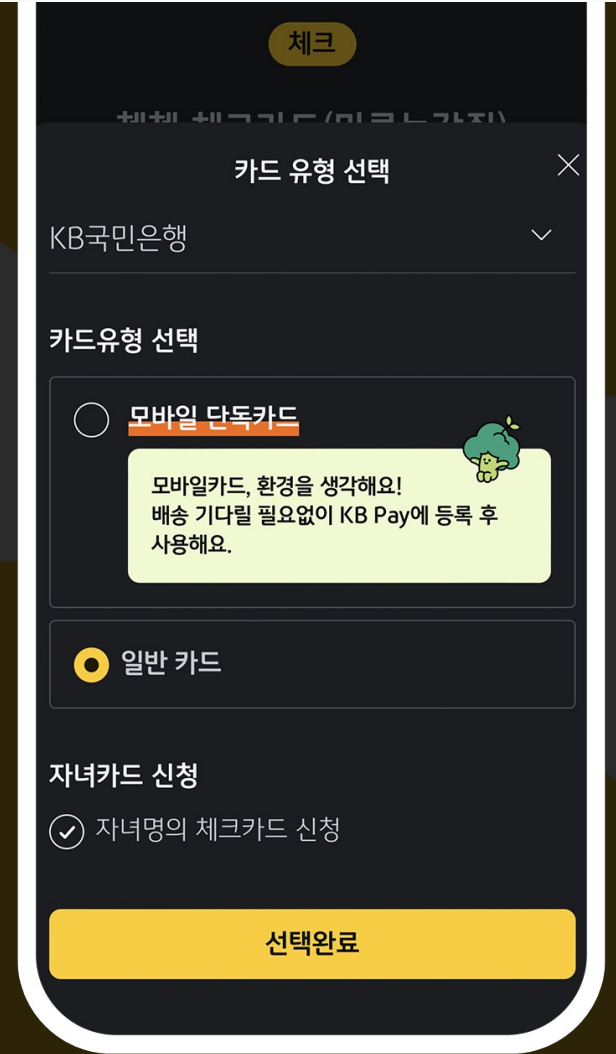 체크
카드 유형 선택
KB국민은행
카드유형 선택
모바일 단독카드
모바일카드, 환경을 생각해요!
배송 기다릴 필요없이 KB Pay에 등록 후
사용해요.
일반 카드
자녀카드 신청
자녀명의 체크카드 신청
선택완료